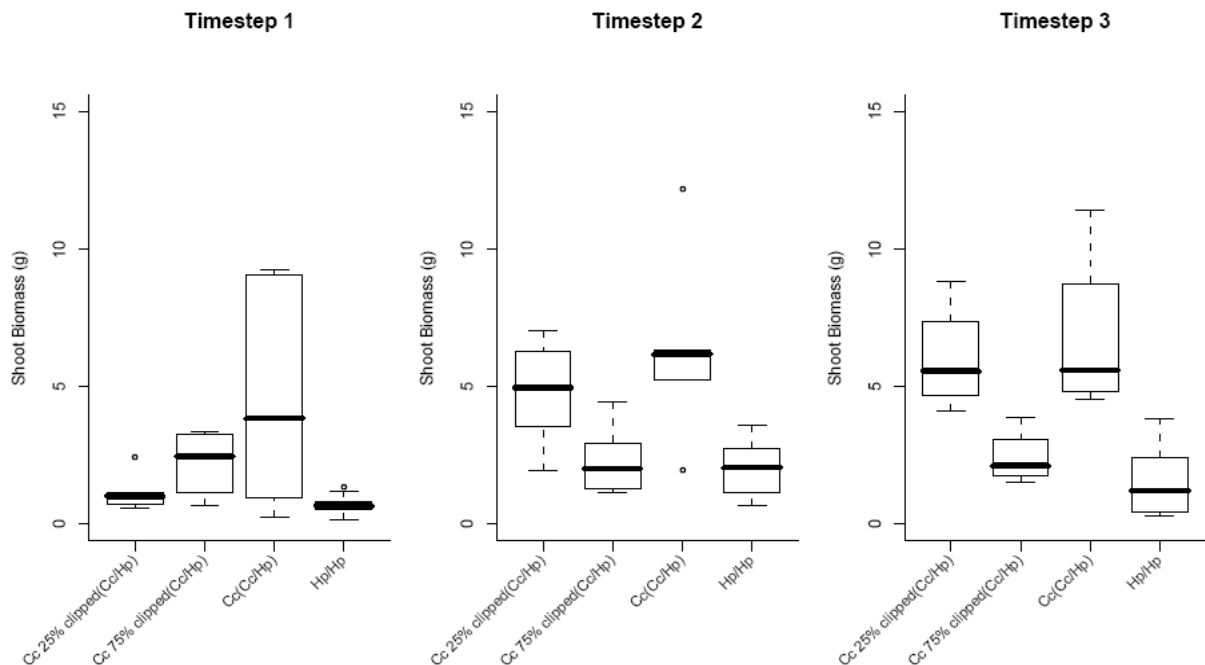 Timestep 1
Shoot Biomass (g)
15
10
5
0
Cc 25% clipped(Cc/Hp)
Cc 75% clipped(Cc/Hp)
Cc(Cc/Hp)
Hp/Hp
Timestep 2
Shoot Biomass (g)
15
10
5
0
Cc 25% clipped(Cc/Hp)
Cc 75% clipped(Cc/Hp)
Cc(Cc/Hp)
Hp/Hp
Timestep 3
Shoot Biomass (g)
15
10
5
0
Cc 25% clipped(Cc/Hp)
Cc 75% clipped(Cc/Hp)
Cc(Cc/Hp)
Hp/Hp